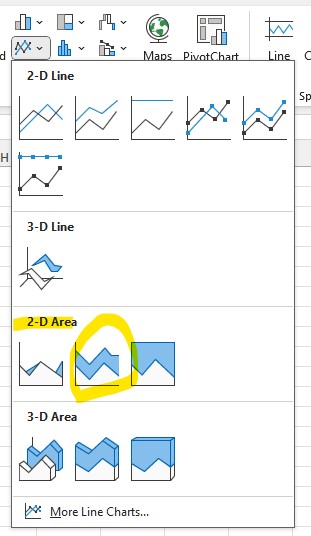 d
Maps
PivotChart
Line
C
Sp
2-D Line
H
3-D Line
2-D Area
3-D Area
More Line Charts...